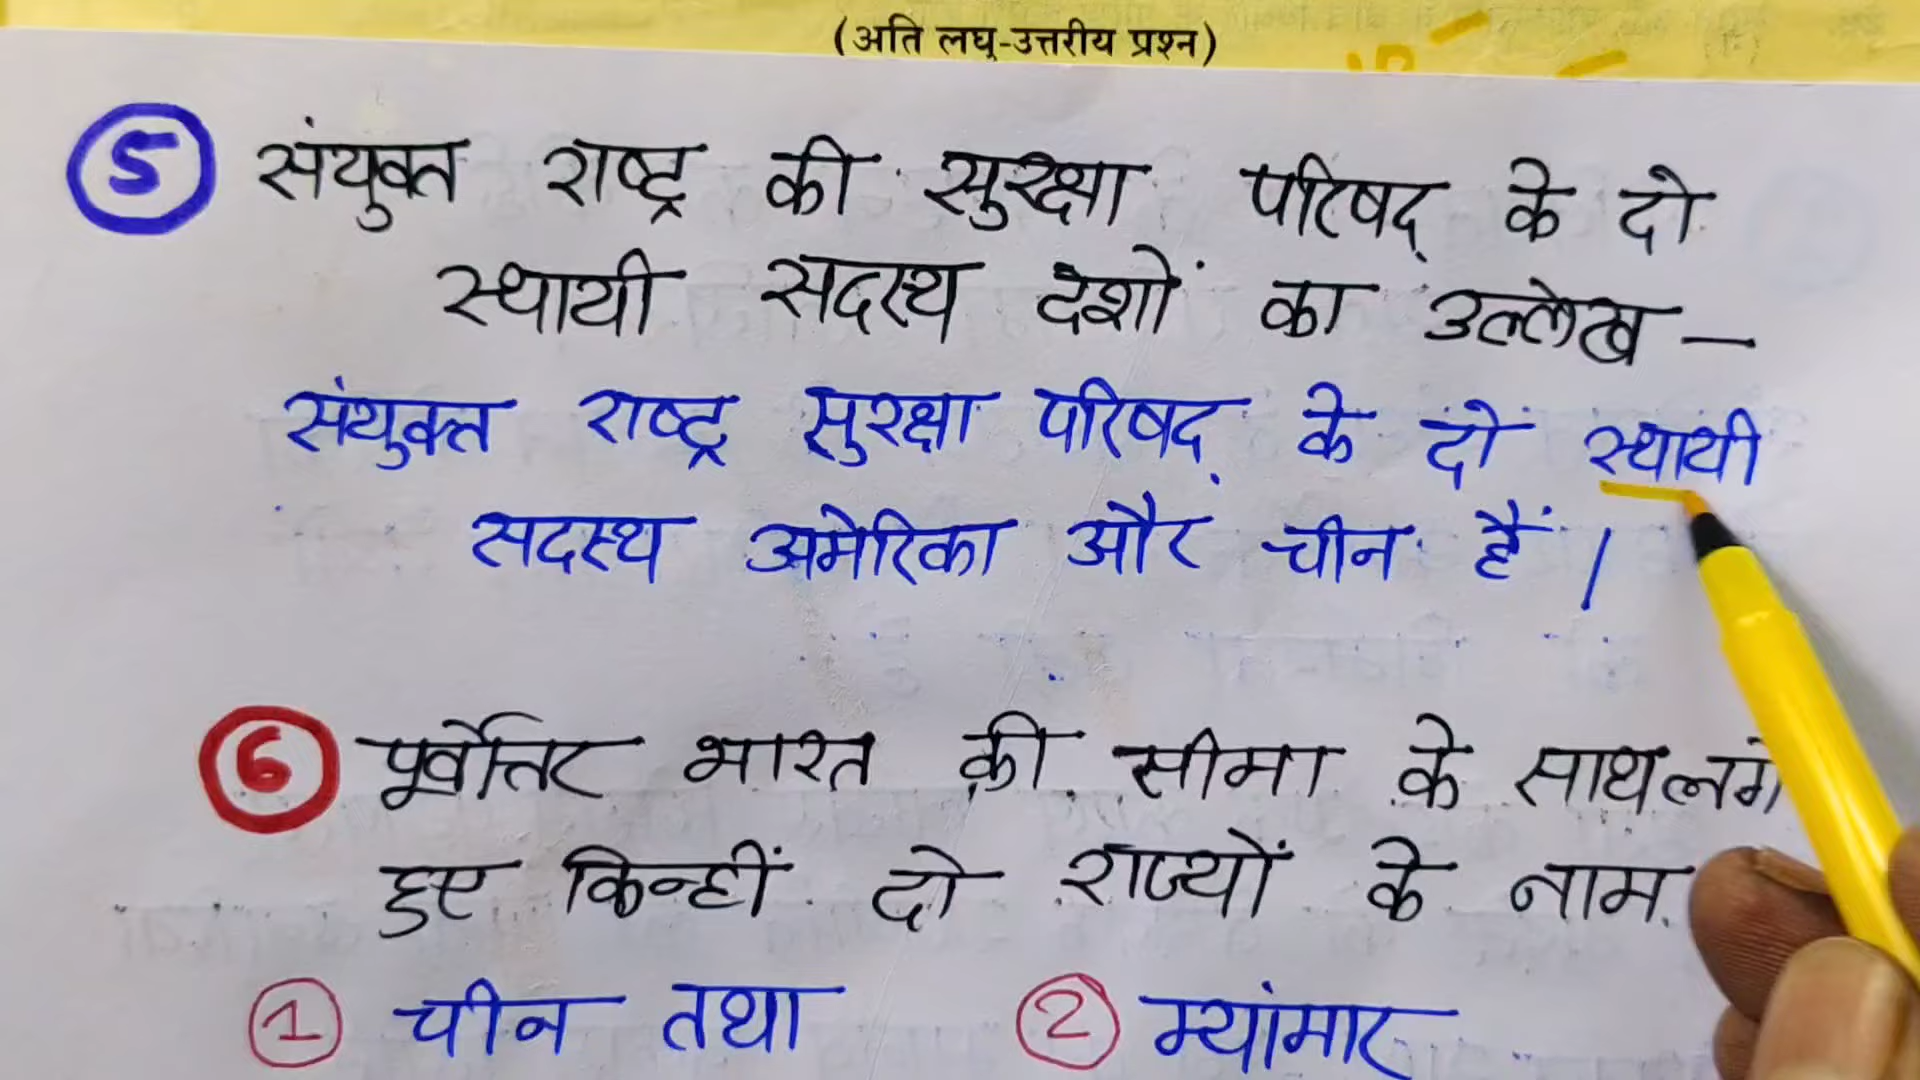 (अति लघु-उत्तरीय प्रश्न)
5 संयुक्त राष्ट्र की सुरक्षा परिषद् के दो
स्थायी सदस्य देशों का उल्लेख –
संयुक्त राष्ट्र सुरक्षा परिषद् के दो स्थायी
सदस्य अमेरिका और चीन हैं।
6 पूर्वोत्तर भारत की सीमा के साथ लगे
हुए किन्हीं दो राज्यों के नाम
1 चीन तथा 2 म्यांमार